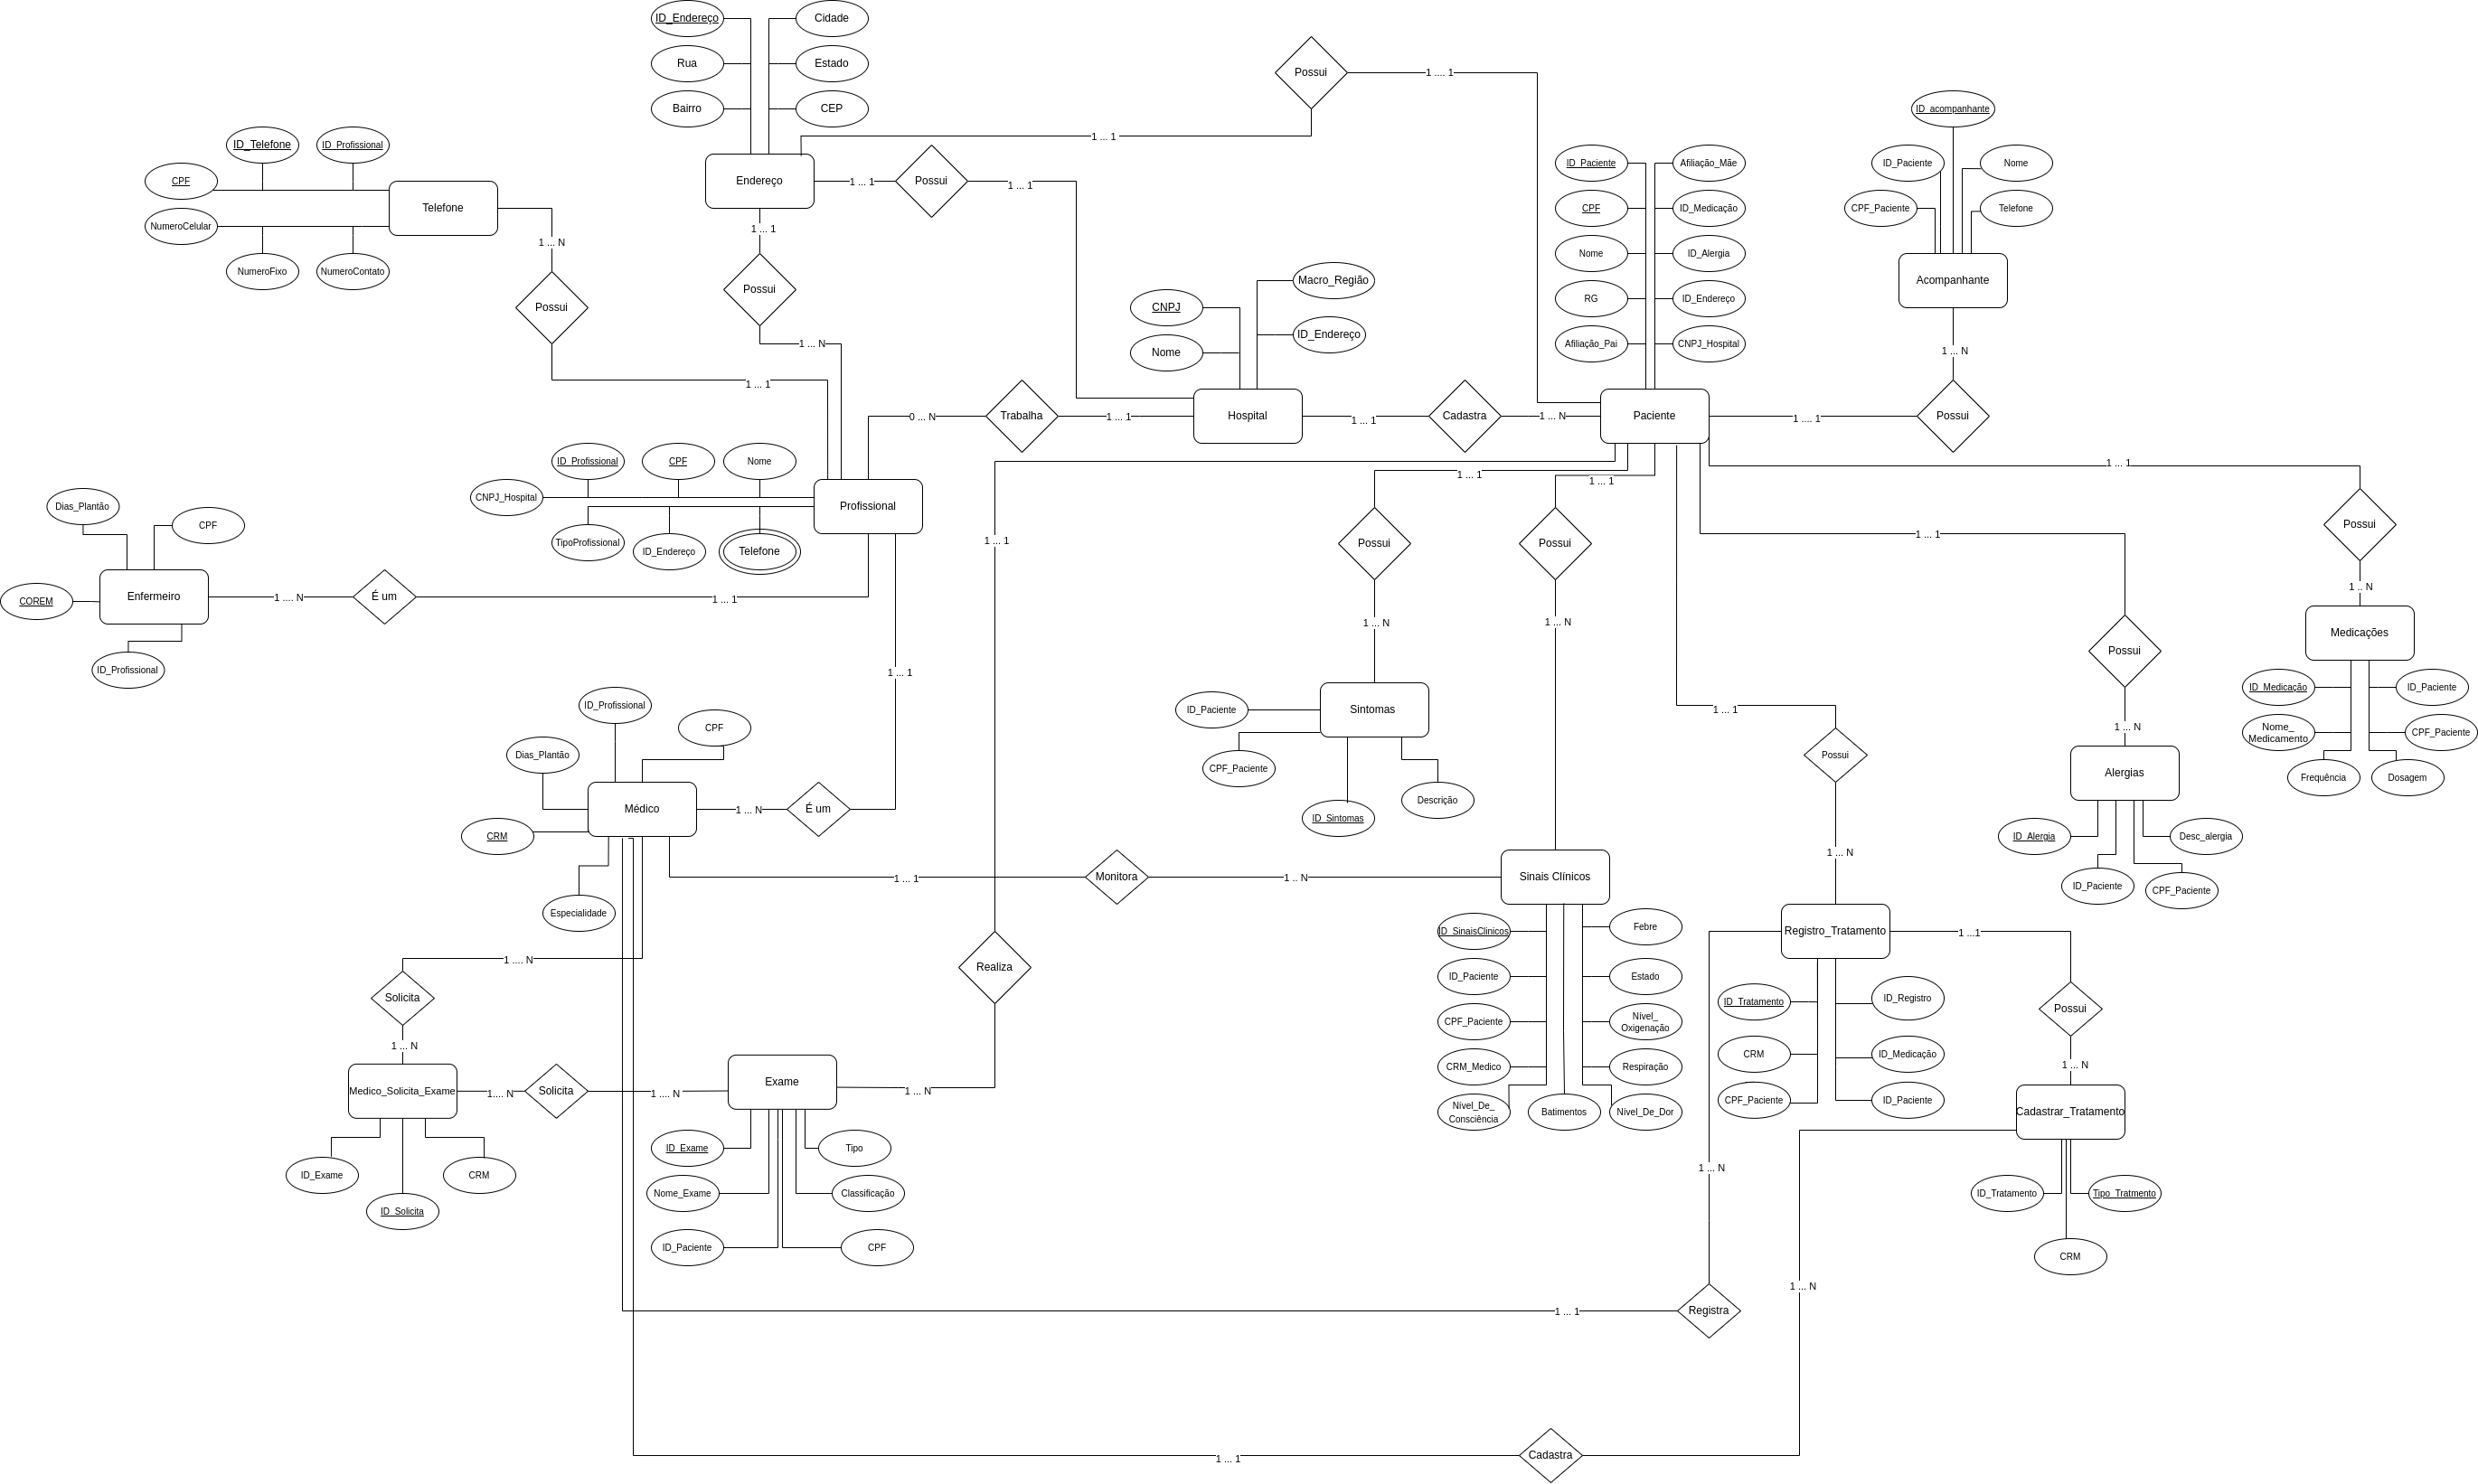 ID_Endereço
Cidade
Rua
Estado
Bairro
CEP
Possui
1 .... 1
1 ... 1
Endereço
1 ... 1
Possui
1 ... 1
1 ... 1
Possui
1 ... N
ID_Telefone
ID_Profissional
CPF
Telefone
NumeroCelular
NumeroFixo
NumeroContato
1 ... N
Possui
1 ... 1
CNPJ
Macro_Região
Nome
ID_Endereço
Hospital
0 ... N
Trabalha
1 ... 1
1 ... 1
Cadastra
1 ... N
ID_Paciente
Afiliação_Mãe
CPF
ID_Medicação
Nome
ID_Alergia
RG
ID_Endereço
Afiliação_Pai
CNPJ_Hospital
Paciente
ID_acompanhante
ID_Paciente
Nome
CPF_Paciente
Telefone
Acompanhante
1 ... N
1 .... 1
Possui
ID_Profissional
CPF
Nome
CNPJ_Hospital
Profissional
TipoProfissional
ID_Endereço
Telefone
Dias_Plantão
CPF
COREM
Enfermeiro
1 .... N
É um
1 ... 1
ID_Profissional
1 ... 1
ID_Profissional
CPF
Dias_Plantão
Médico
1 ... N
É um
CRM
Especialidade
1 ... 1
1 ... 1
Possui
1 ... N
Sintomas
ID_Paciente
CPF_Paciente
ID_Sintomas
Descrição
1 ... 1
Possui
1 ... N
1 ... 1
Possui
1 .. N
Medicações
ID_Medicação
ID_Paciente
Nome_
Medicamento
CPF_Paciente
Frequência
Dosagem
1 ... 1
Possui
1 ... N
Alergias
ID_Alergia
Desc_alergia
ID_Paciente
CPF_Paciente
1 ... 1
Possui
1 ... N
1 ... 1
Monitora
1 .. N
Sinais Clínicos
ID_SinaisClinicos
Febre
ID_Paciente
Estado
CPF_Paciente
Nível_
Oxigenação
CRM_Medico
Respiração
Nível_De_
Consciência
Batimentos
Nível_De_Dor
Registro_Tratamento
1 ...1
ID_Tratamento
ID_Registro
CRM
ID_Medicação
CPF_Paciente
ID_Paciente
Possui
1 ... N
Cadastrar_Tratamento
ID_Tratamento
Tipo_Tratmento
CRM
1 .... N
Solicita
1 ... N
Medico_Solicita_Exame
1.... N
Solicita
1 .... N
ID_Exame
CRM
ID_Solicita
Realiza
Exame
1 ... N
ID_Exame
Tipo
Nome_Exame
Classificação
ID_Paciente
CPF
1 ... N
1 ... 1
Registra
1 ... N
1 ... 1
Cadastra